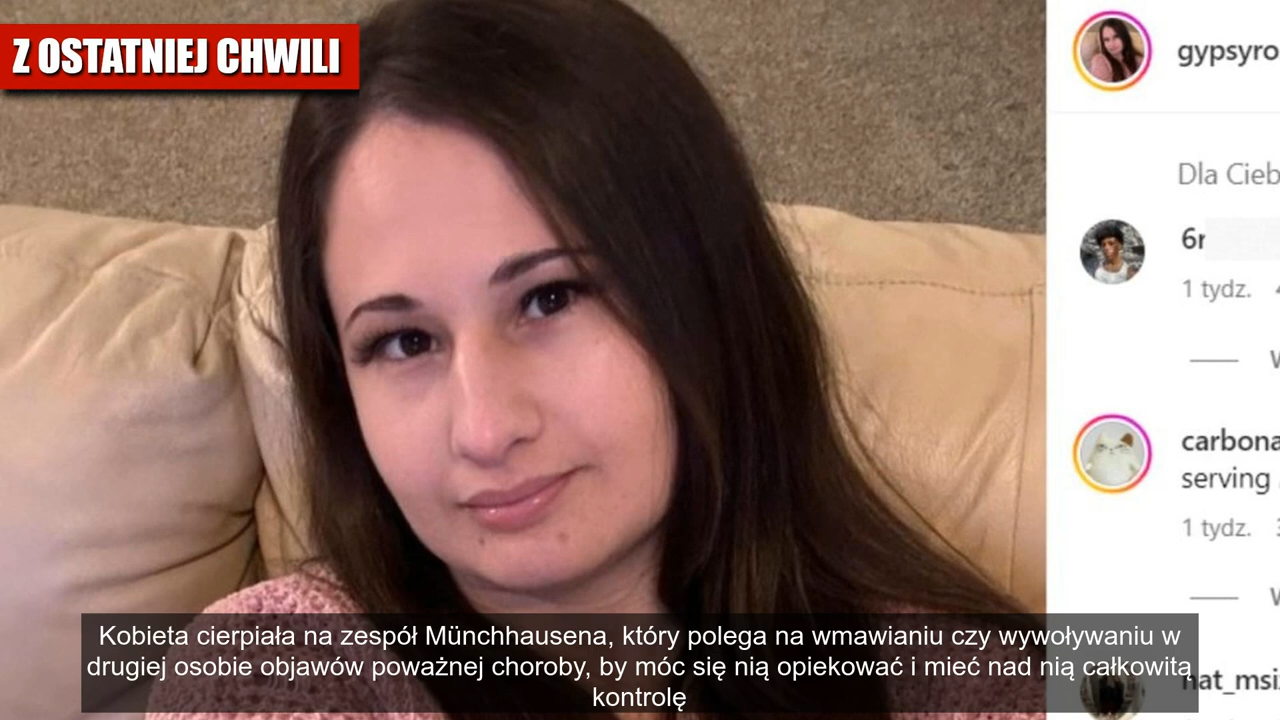 Z OSTATNIEJ CHWILI
gypsyro
Dla Cieb
6r
1 tydz.
carbona
serving
1 tydz.
nat_msi
Kobieta cierpiała na zespół Münchhausena, który polega na wmawianiu czy wywoływaniu w
drugiej osobie objawów poważnej choroby, by móc się nią opiekować i mieć nad nią całkowitą
kontrolę